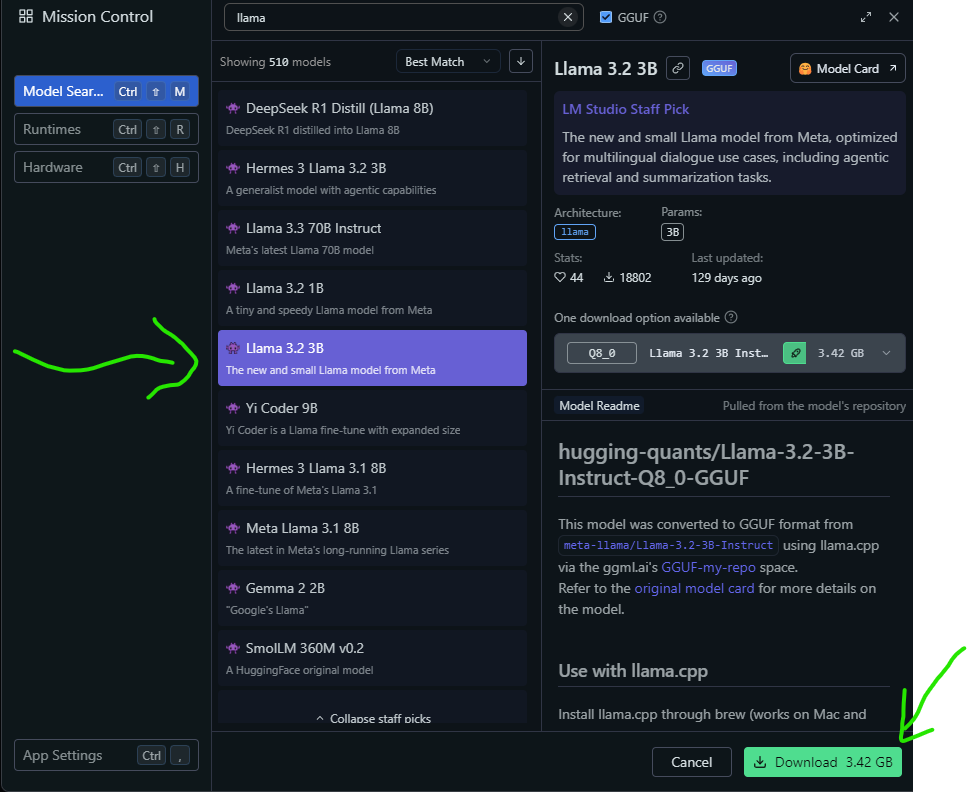 Mission Control
Model Sear... Ctrl ⇧ M
Runtimes Ctrl ⇧ R
Hardware Ctrl ⇧ H
App Settings Ctrl ,
llama
GGUF
Showing 510 models
Best Match
DeepSeek R1 Distill (Llama 8B)
DeepSeek R1 distilled into Llama 8B
Hermes 3 Llama 3.2 3B
A generalist model with agentic capabilities
Llama 3.3 70B Instruct
Meta's latest Llama 70B model
Llama 3.2 1B
A tiny and speedy Llama model from Meta
Llama 3.2 3B
The new and small Llama model from Meta
Yi Coder 9B
Yi Coder is a Llama fine-tune with expanded size
Hermes 3 Llama 3.1 8B
A fine-tune of Meta's Llama 3.1
Meta Llama 3.1 8B
The latest in Meta's long-running Llama series
Gemma 2 2B
"Google's Llama"
SmolLM 360M v0.2
A HuggingFace original model
Collapse staff picks
Llama 3.2 3B GGUF Model Card
LM Studio Staff Pick
The new and small Llama model from Meta, optimized
for multilingual dialogue use cases, including agentic
retrieval and summarization tasks.
Architecture: Params:
llama 3B
Stats: Last updated:
44 18802 129 days ago
One download option available
Q8_0 Llama 3.2 3B Inst... 3.42 GB
Model Readme Pulled from the model's repository
hugging-quants/Llama-3.2-3B-
Instruct-Q8_0-GGUF
This model was converted to GGUF format from
meta-llama/Llama-3.2-3B-Instruct using llama.cpp
via the ggml.ai's GGUF-my-repo space.
Refer to the original model card for more details on
the model.
Use with llama.cpp
Install llama.cpp through brew (works on Mac and
Cancel Download 3.42 GB